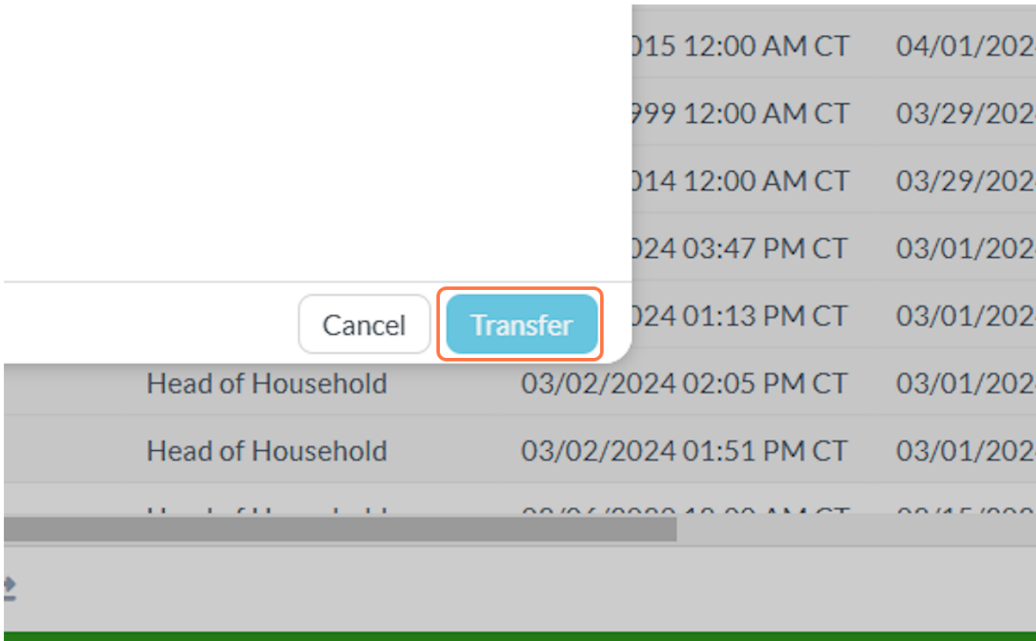 015 12:00 AM CT 04/01/202
999 12:00 AM CT 03/29/202
014 12:00 AM CT 03/29/202
024 03:47 PM CT 03/01/202
Cancel Transfer 024 01:13 PM CT 03/01/202
Head of Household 03/02/2024 02:05 PM CT 03/01/202
Head of Household 03/02/2024 01:51 PM CT 03/01/202
Head of Household